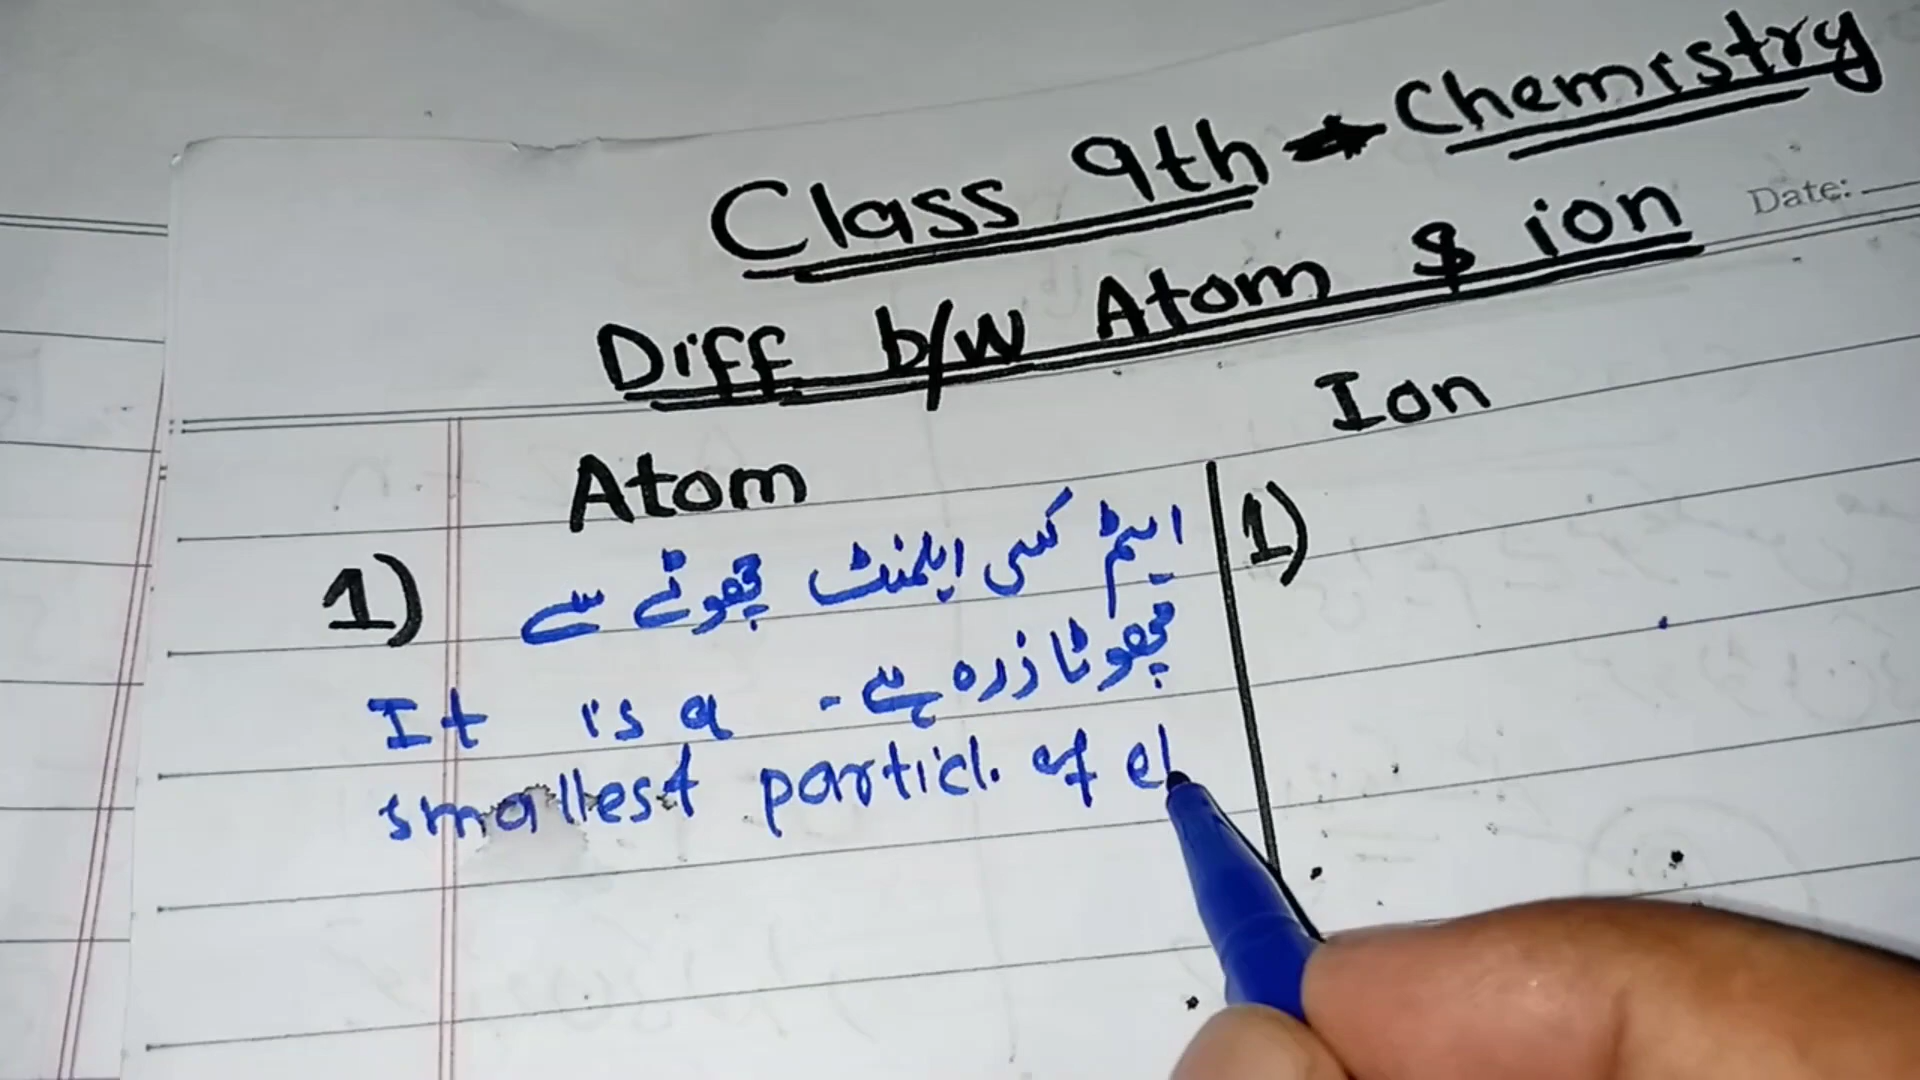 Class 9th → Chemistry
Date:
Diff b/w Atom $ ion
Atom
Ion
1)
ایٹم کسی ایلمنٹ چھوٹے سے
چھوٹا ذرہ ہے۔
It is a
smallest particl. of el
1)